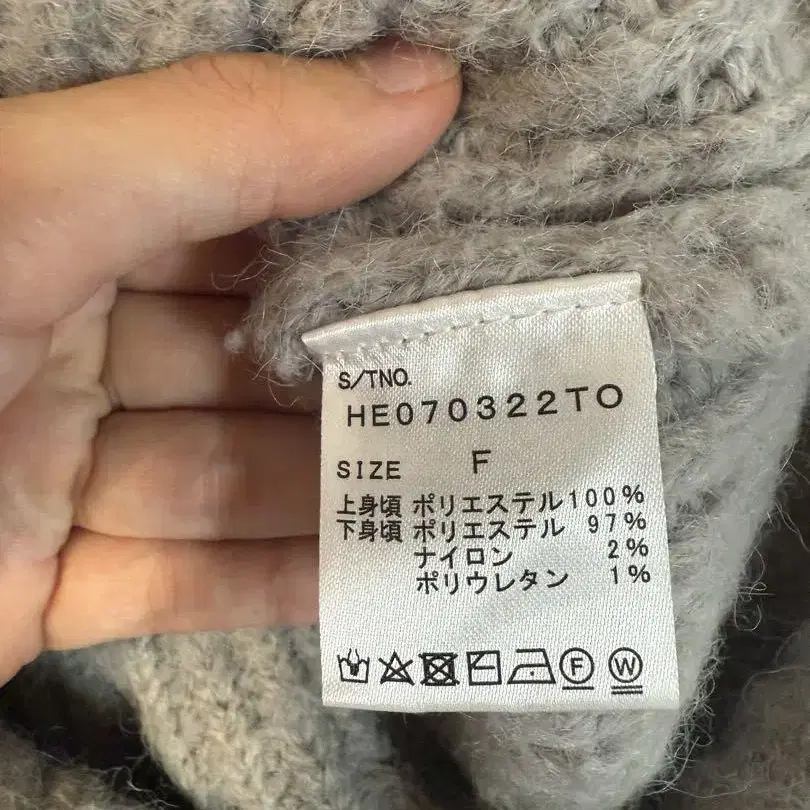 S/TNO.
HE070322TO
SIZE F
上身頃 ポリエステル100%
下身頃 ポリエステル 97%
ナイロン 2%
ポリウレタン 1%
F W